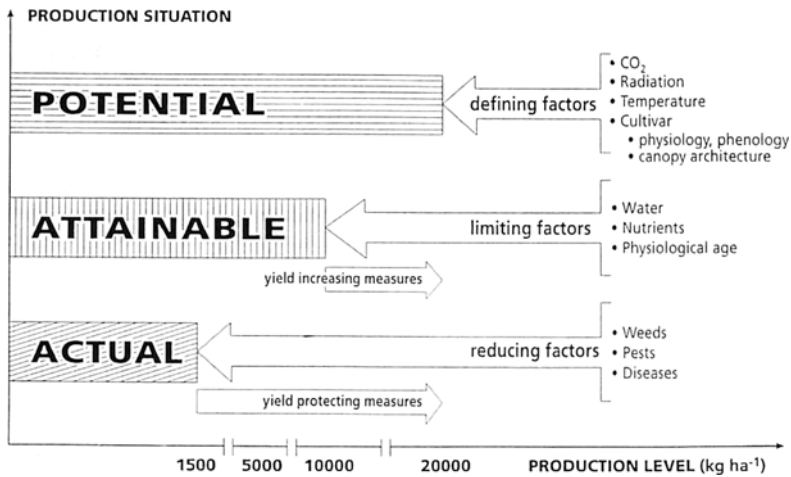 PRODUCTION SITUATION
POTENTIAL
defining factors
• CO₂
• Radiation
• Temperature
• Cultivar
• physiology, phenology
• canopy architecture
ATTAINABLE
limiting factors
• Water
• Nutrients
• Physiological age
yield increasing measures
ACTUAL
reducing factors
• Weeds
• Pests
• Diseases
yield protecting measures
1500 5000 10000 20000 PRODUCTION LEVEL (kg ha⁻¹)